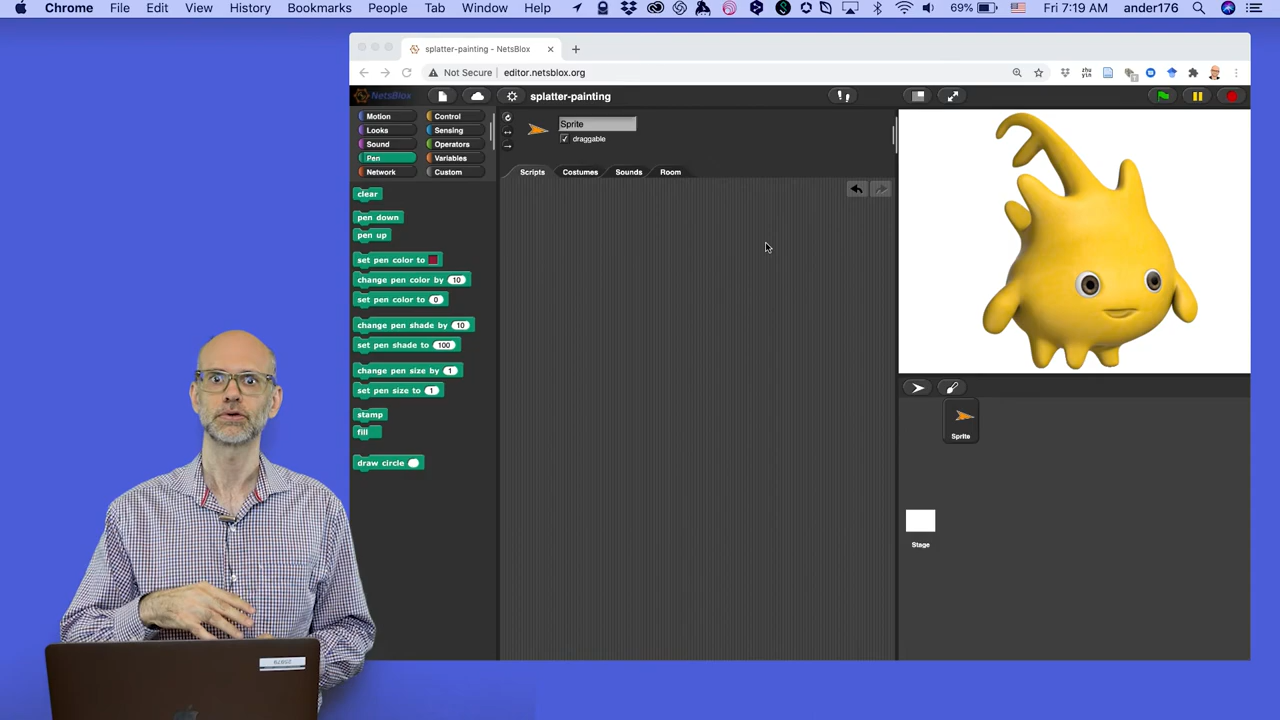 Chrome File Edit View History Bookmarks People Tab Window Help 69% Fri 7:19 AM ander176
splatter-painting - NetsBlox
Not Secure editor.netsblox.org
NetsBlox splatter-painting
Motion Control
Looks Sensing
Sound Operators
Pen Variables
Network Custom
Sprite
draggable
Scripts Costumes Sounds Room
clear
pen down
pen up
set pen color to
change pen color by 10
set pen color to 0
change pen shade by 10
set pen shade to 100
change pen size by 1
set pen size to 1
stamp
fill
draw circle
Sprite
Stage